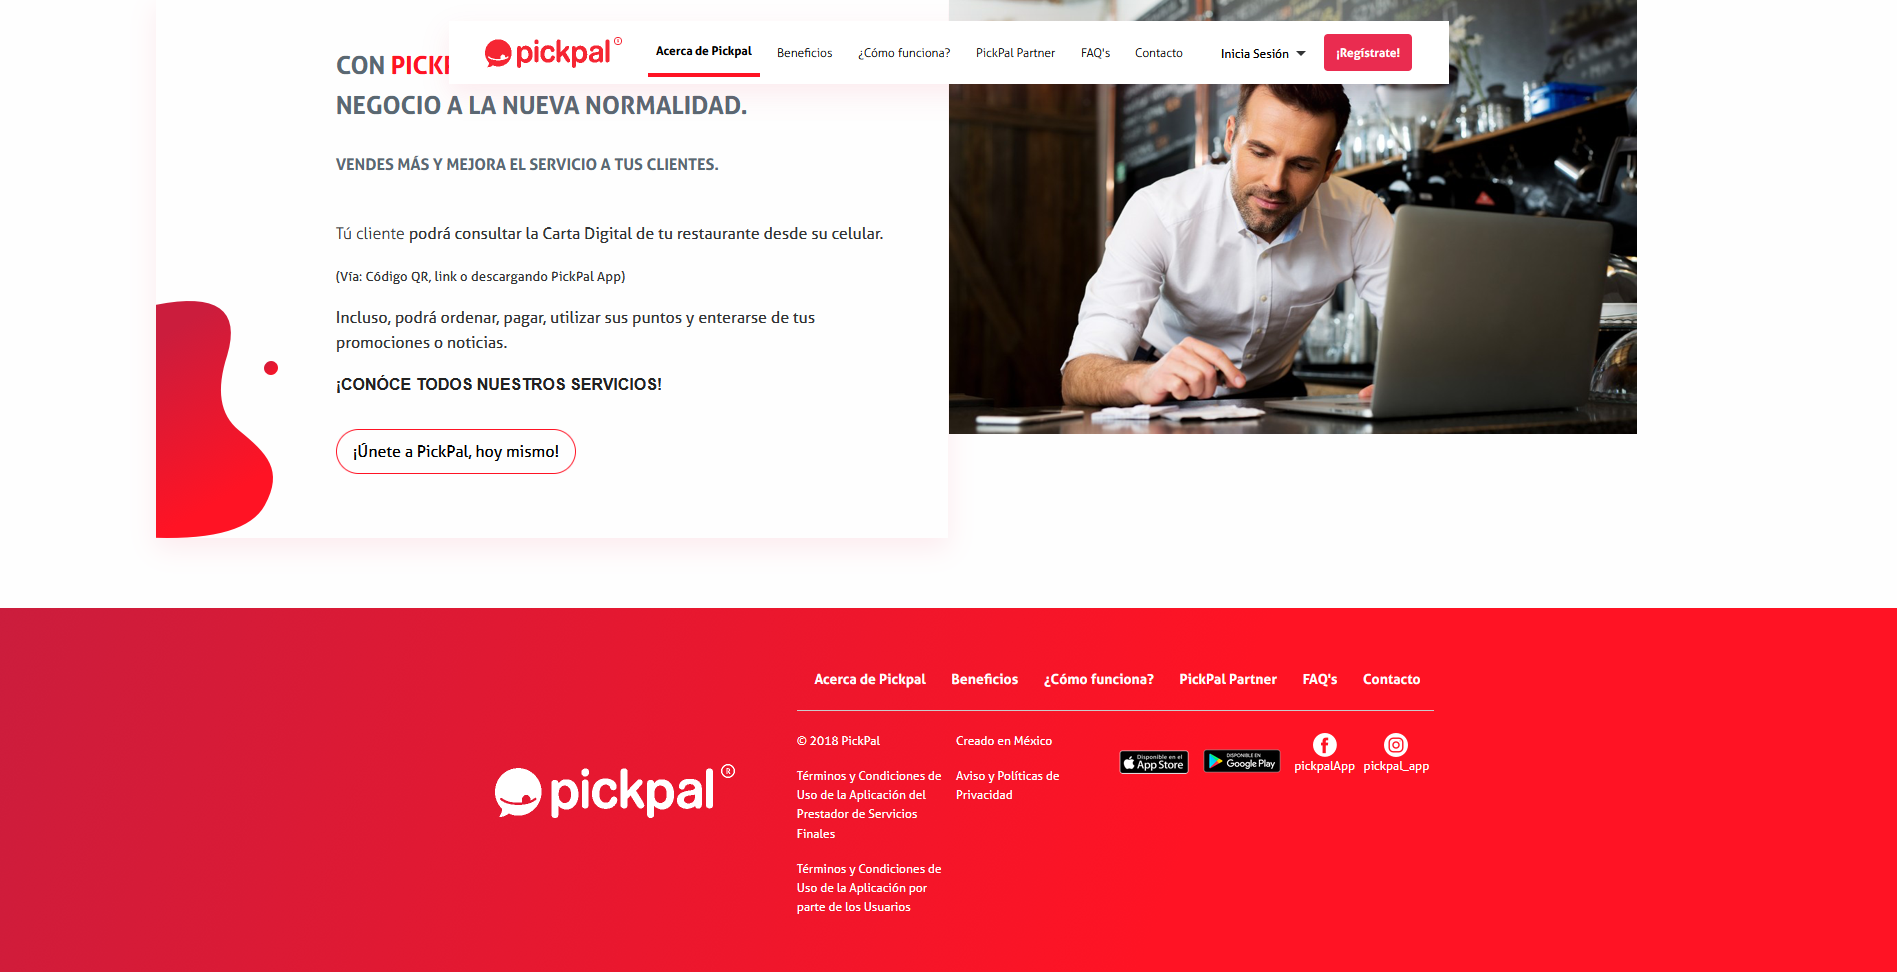 pickpal®
Acerca de Pickpal
Beneficios
¿Cómo funciona?
PickPal Partner
FAQ's
Contacto
Inicia Sesión
¡Regístrate!
CON
NEGOCIO A LA NUEVA NORMALIDAD.
VENDES MÁS Y MEJORA EL SERVICIO A TUS CLIENTES.
Tú cliente podrá consultar la Carta Digital de tu restaurante desde su celular.
(Vía: Código QR, link o descargando PickPal App)
Incluso, podrá ordenar, pagar, utilizar sus puntos y enterarse de tus
promociones o noticias.
¡CONÓCE TODOS NUESTROS SERVICIOS!
¡Únete a PickPal, hoy mismo!
pickpal®
Acerca de Pickpal
Beneficios
¿Cómo funciona?
PickPal Partner
FAQ's
Contacto
© 2018 PickPal
Términos y Condiciones de
Uso de la Aplicación del
Prestador de Servicios
Finales
Términos y Condiciones de
Uso de la Aplicación por
parte de los Usuarios
Creado en México
Aviso y Políticas de
Privacidad
Disponible en el
App Store
DISPONIBLE EN
Google Play
pickpalApp
pickpal_app